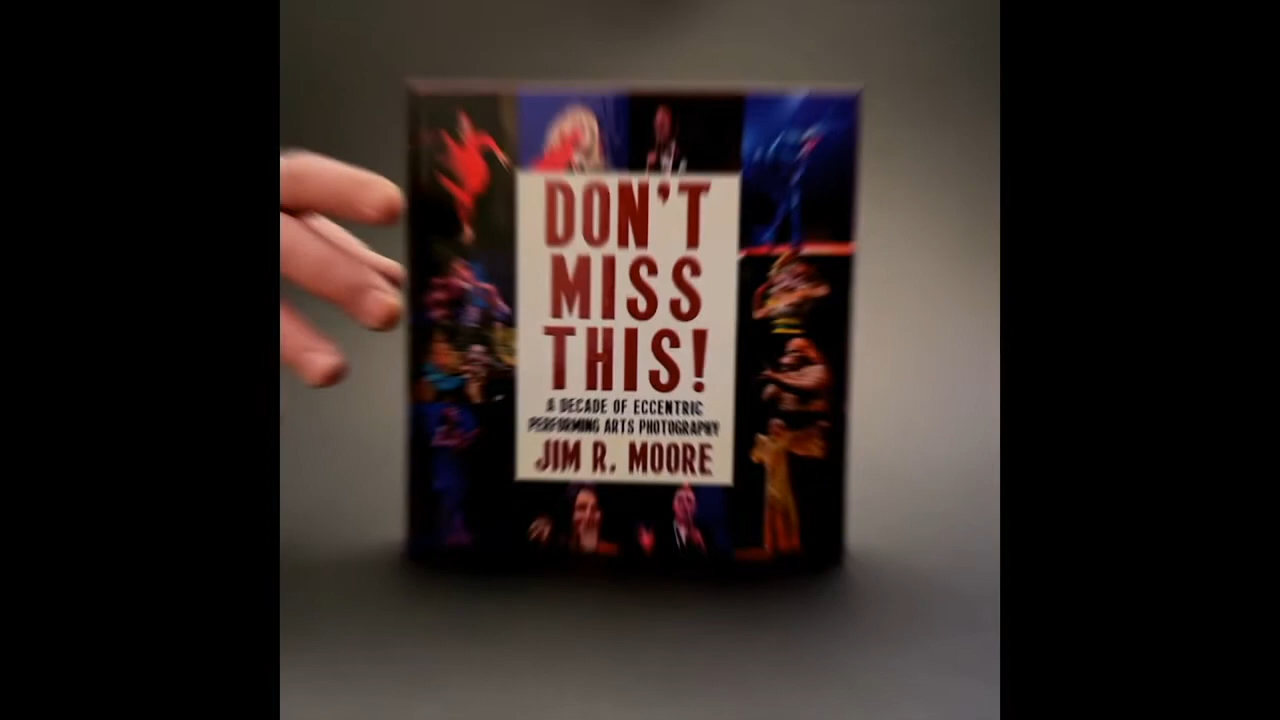 DON'T
MISS
THIS!
A DECADE OF ECCENTRIC
PERFORMING ARTS PHOTOGRAPHY
JIM R. MOORE